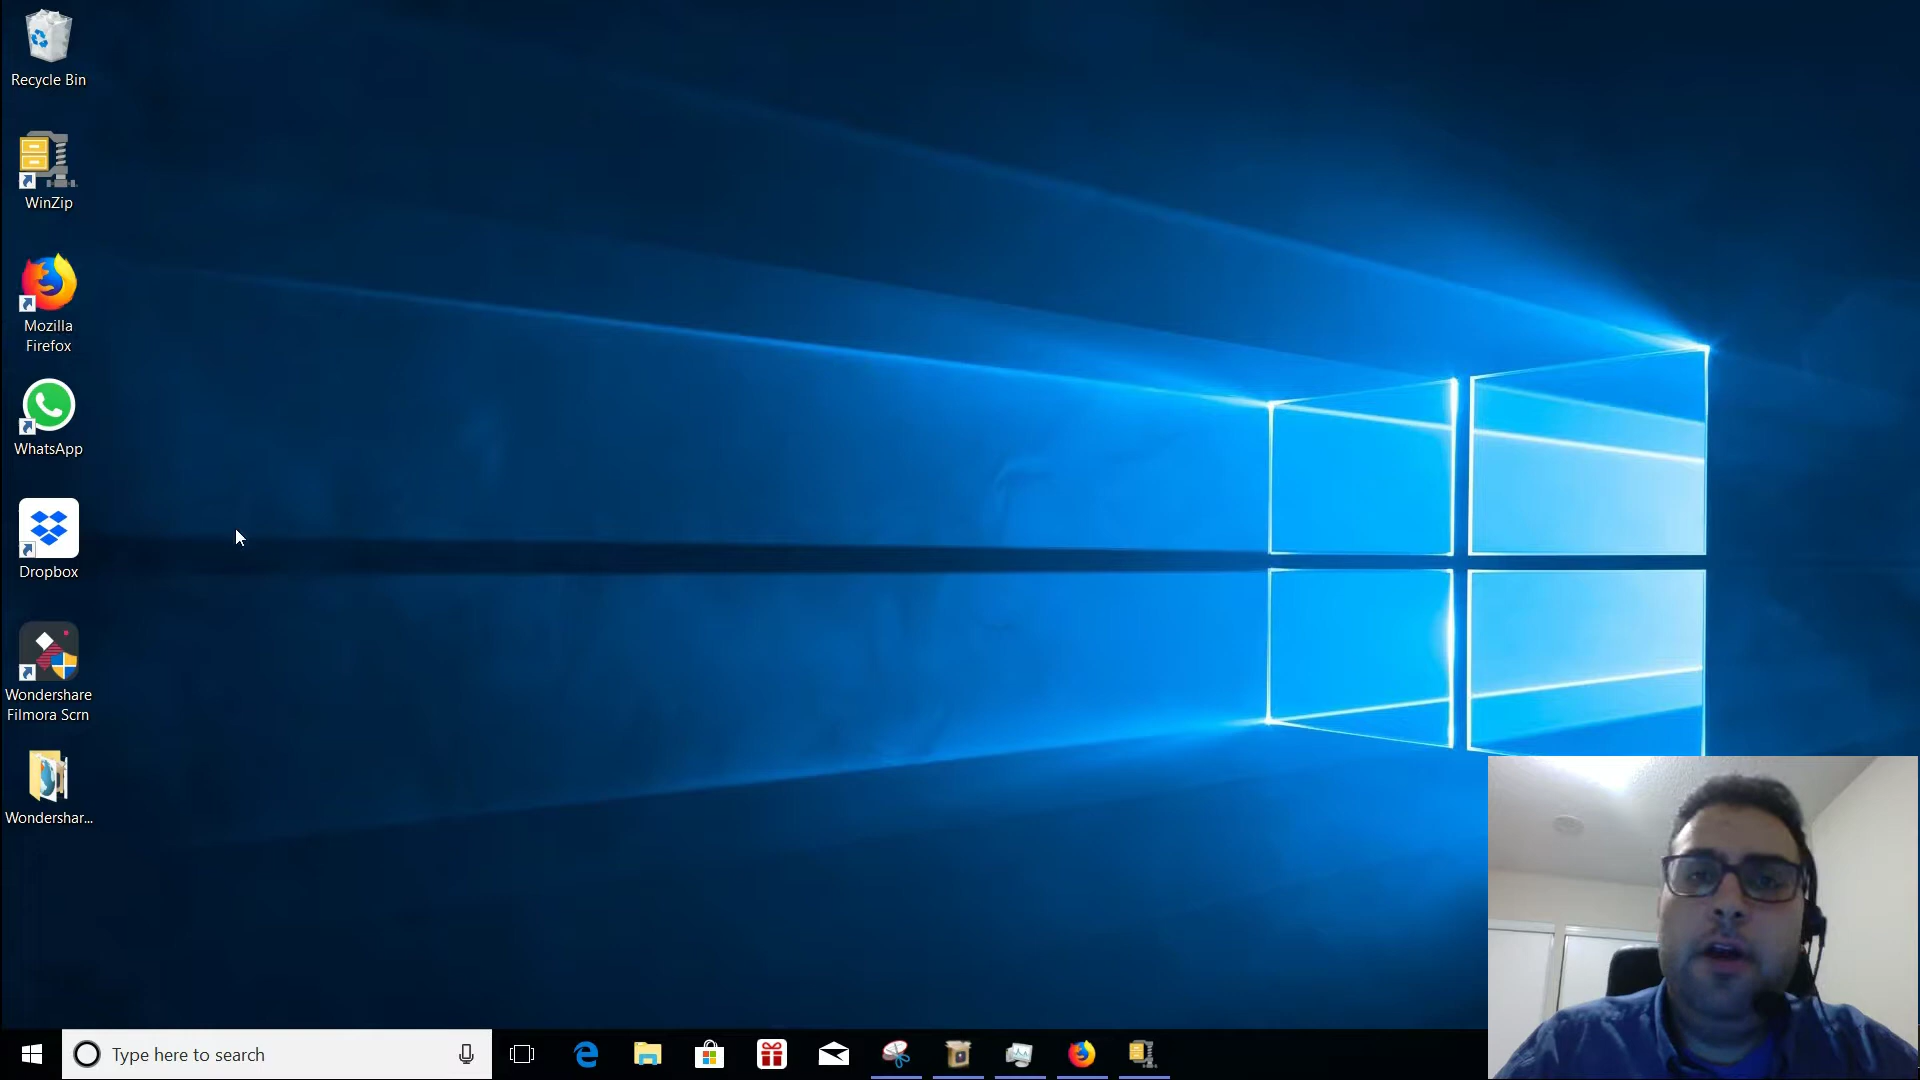 Recycle Bin
WinZip
Mozilla
Firefox
WhatsApp
Dropbox
Wondershare
Filmora Scrn
Wondershar...
Type here to search